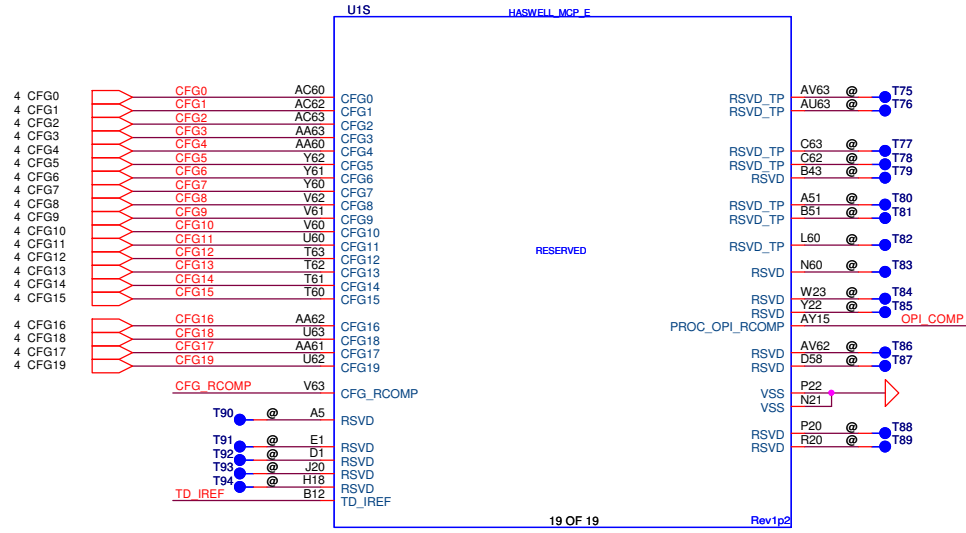 U1S HASWELL_MCP_E
4 CFG0 CFG0 AC60 CFG0 RSVD_TP AV63 @ T75
4 CFG1 CFG1 AC62 CFG1 RSVD_TP AU63 @ T76
4 CFG2 CFG2 AC63 CFG2
4 CFG3 CFG3 AA63 CFG3
4 CFG4 CFG4 AA60 CFG4 RSVD_TP C63 @ T77
4 CFG5 CFG5 Y62 CFG5 RSVD_TP C62 @ T78
4 CFG6 CFG6 Y61 CFG6 RSVD B43 @ T79
4 CFG7 CFG7 Y60 CFG7
4 CFG8 CFG8 V62 CFG8 RSVD_TP A51 @ T80
4 CFG9 CFG9 V61 CFG9 RSVD_TP B51 @ T81
4 CFG10 CFG10 V60 CFG10
4 CFG11 CFG11 U60 CFG11 RESERVED RSVD_TP L60 @ T82
4 CFG12 CFG12 T63 CFG12
4 CFG13 CFG13 T62 CFG13 RSVD N60 @ T83
4 CFG14 CFG14 T61 CFG14
4 CFG15 CFG15 T60 CFG15 RSVD W23 @ T84
RSVD Y22 @ T85
4 CFG16 CFG16 AA62 CFG16 PROC_OPI_RCOMP AY15 OPI_COMP
4 CFG18 CFG18 U63 CFG18
4 CFG17 CFG17 AA61 CFG17 RSVD AV62 @ T86
4 CFG19 CFG19 U62 CFG19 RSVD D58 @ T87
CFG_RCOMP V63 CFG_RCOMP VSS P22
VSS N21
T90 @ A5 RSVD
RSVD P20 @ T88
T91 @ E1 RSVD RSVD R20 @ T89
T92 @ D1 RSVD
T93 @ J20 RSVD
T94 @ H18 RSVD
TD_IREF B12 TD_IREF
19 OF 19 Rev1p2